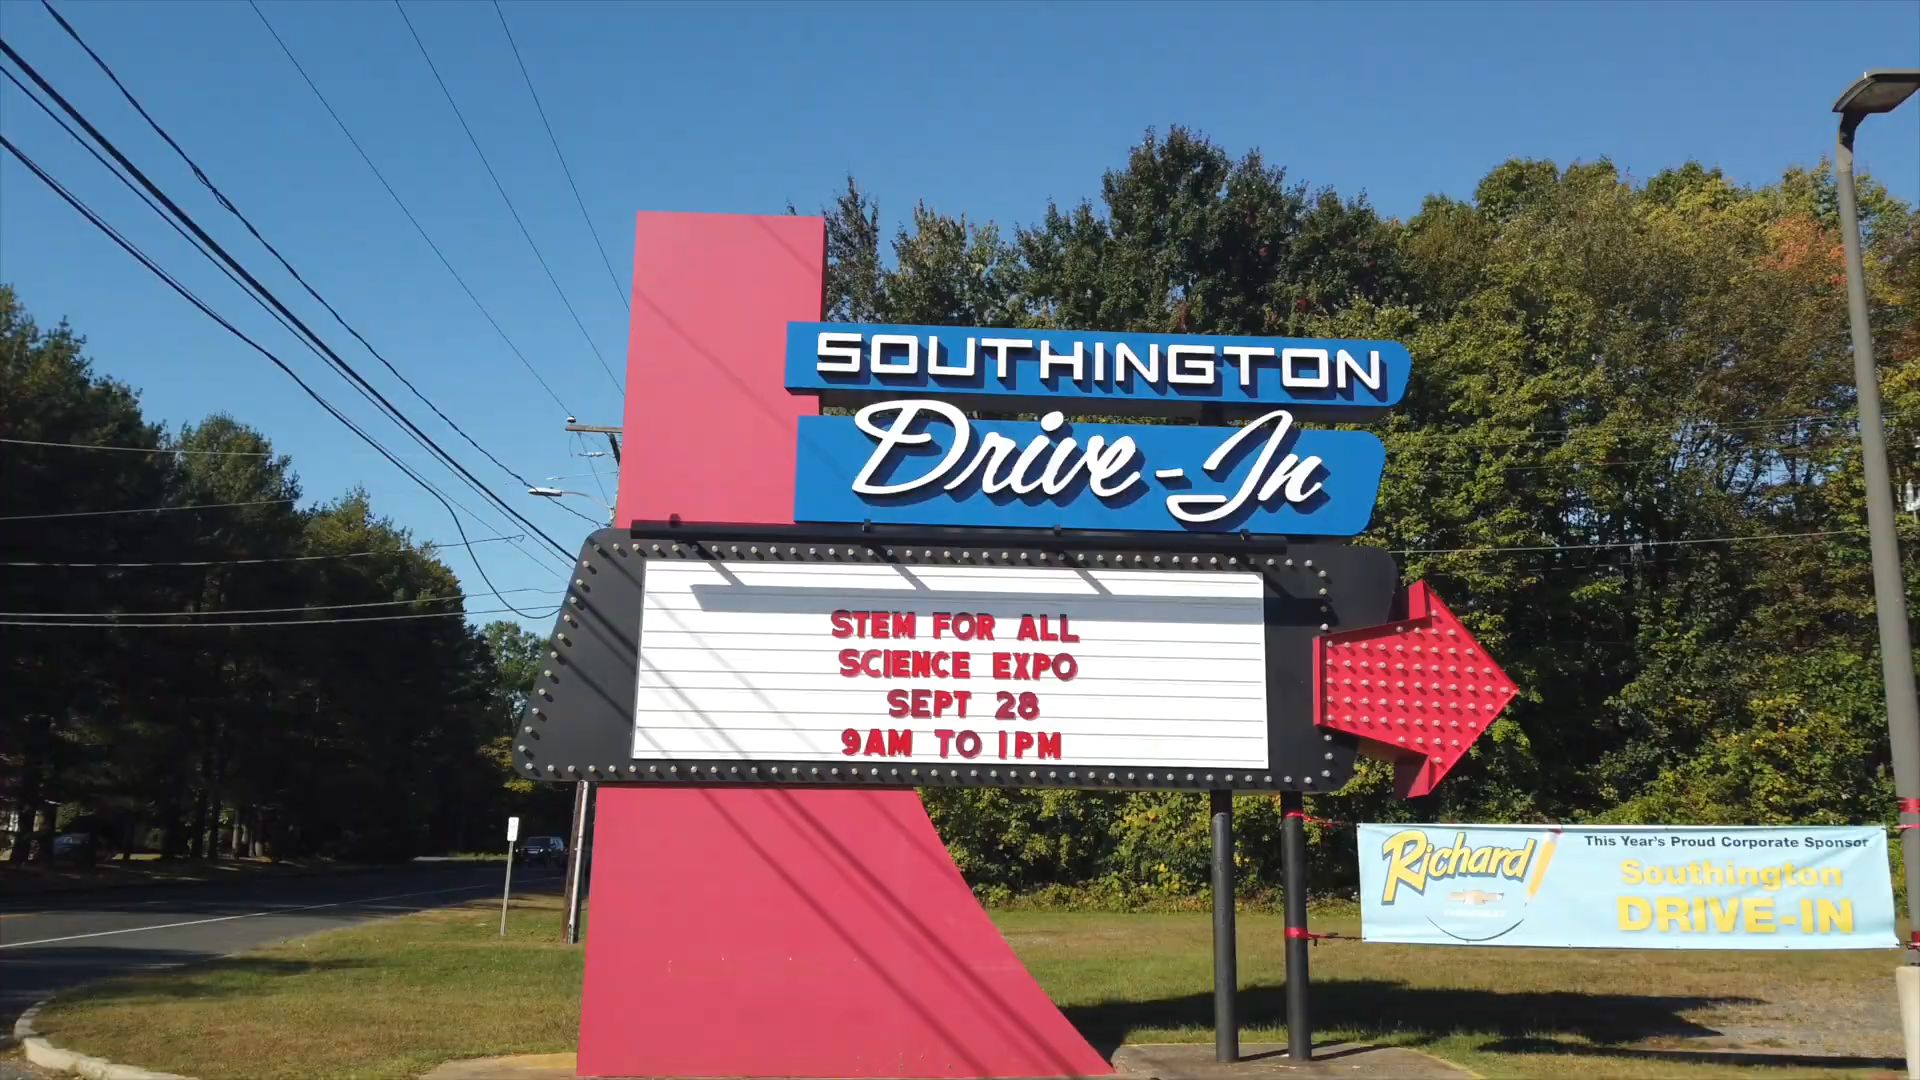 SOUTHINGTON
Drive-In
STEM FOR ALL
SCIENCE EXPO
SEPT 28
9AM TO 1PM
Richard
CHEVROLET
This Year's Proud Corporate Sponsor
Southington
DRIVE-IN